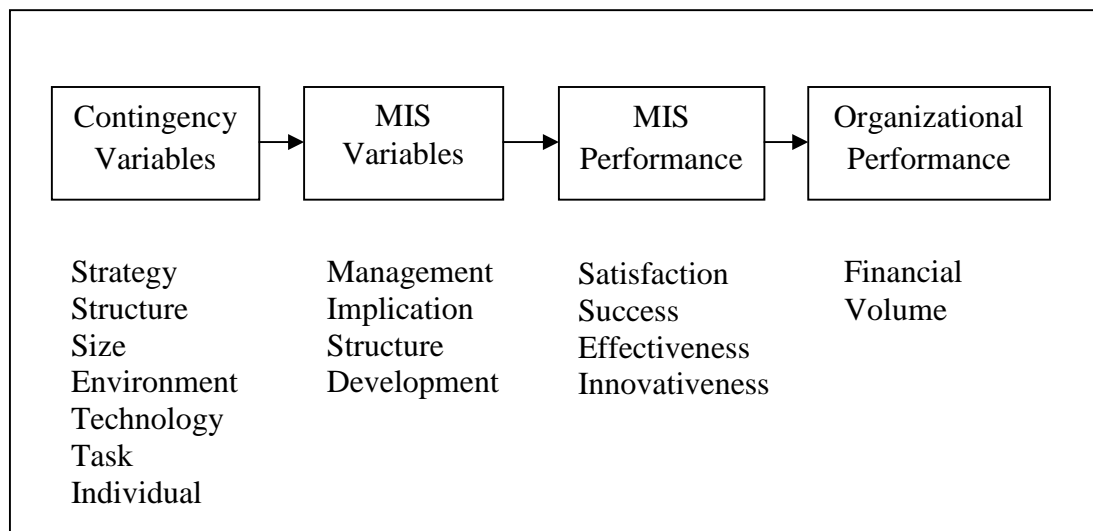 Contingency
Variables
MIS
Variables
MIS
Performance
Organizational
Performance
Strategy
Structure
Size
Environment
Technology
Task
Individual
Management
Implication
Structure
Development
Satisfaction
Success
Effectiveness
Innovativeness
Financial
Volume